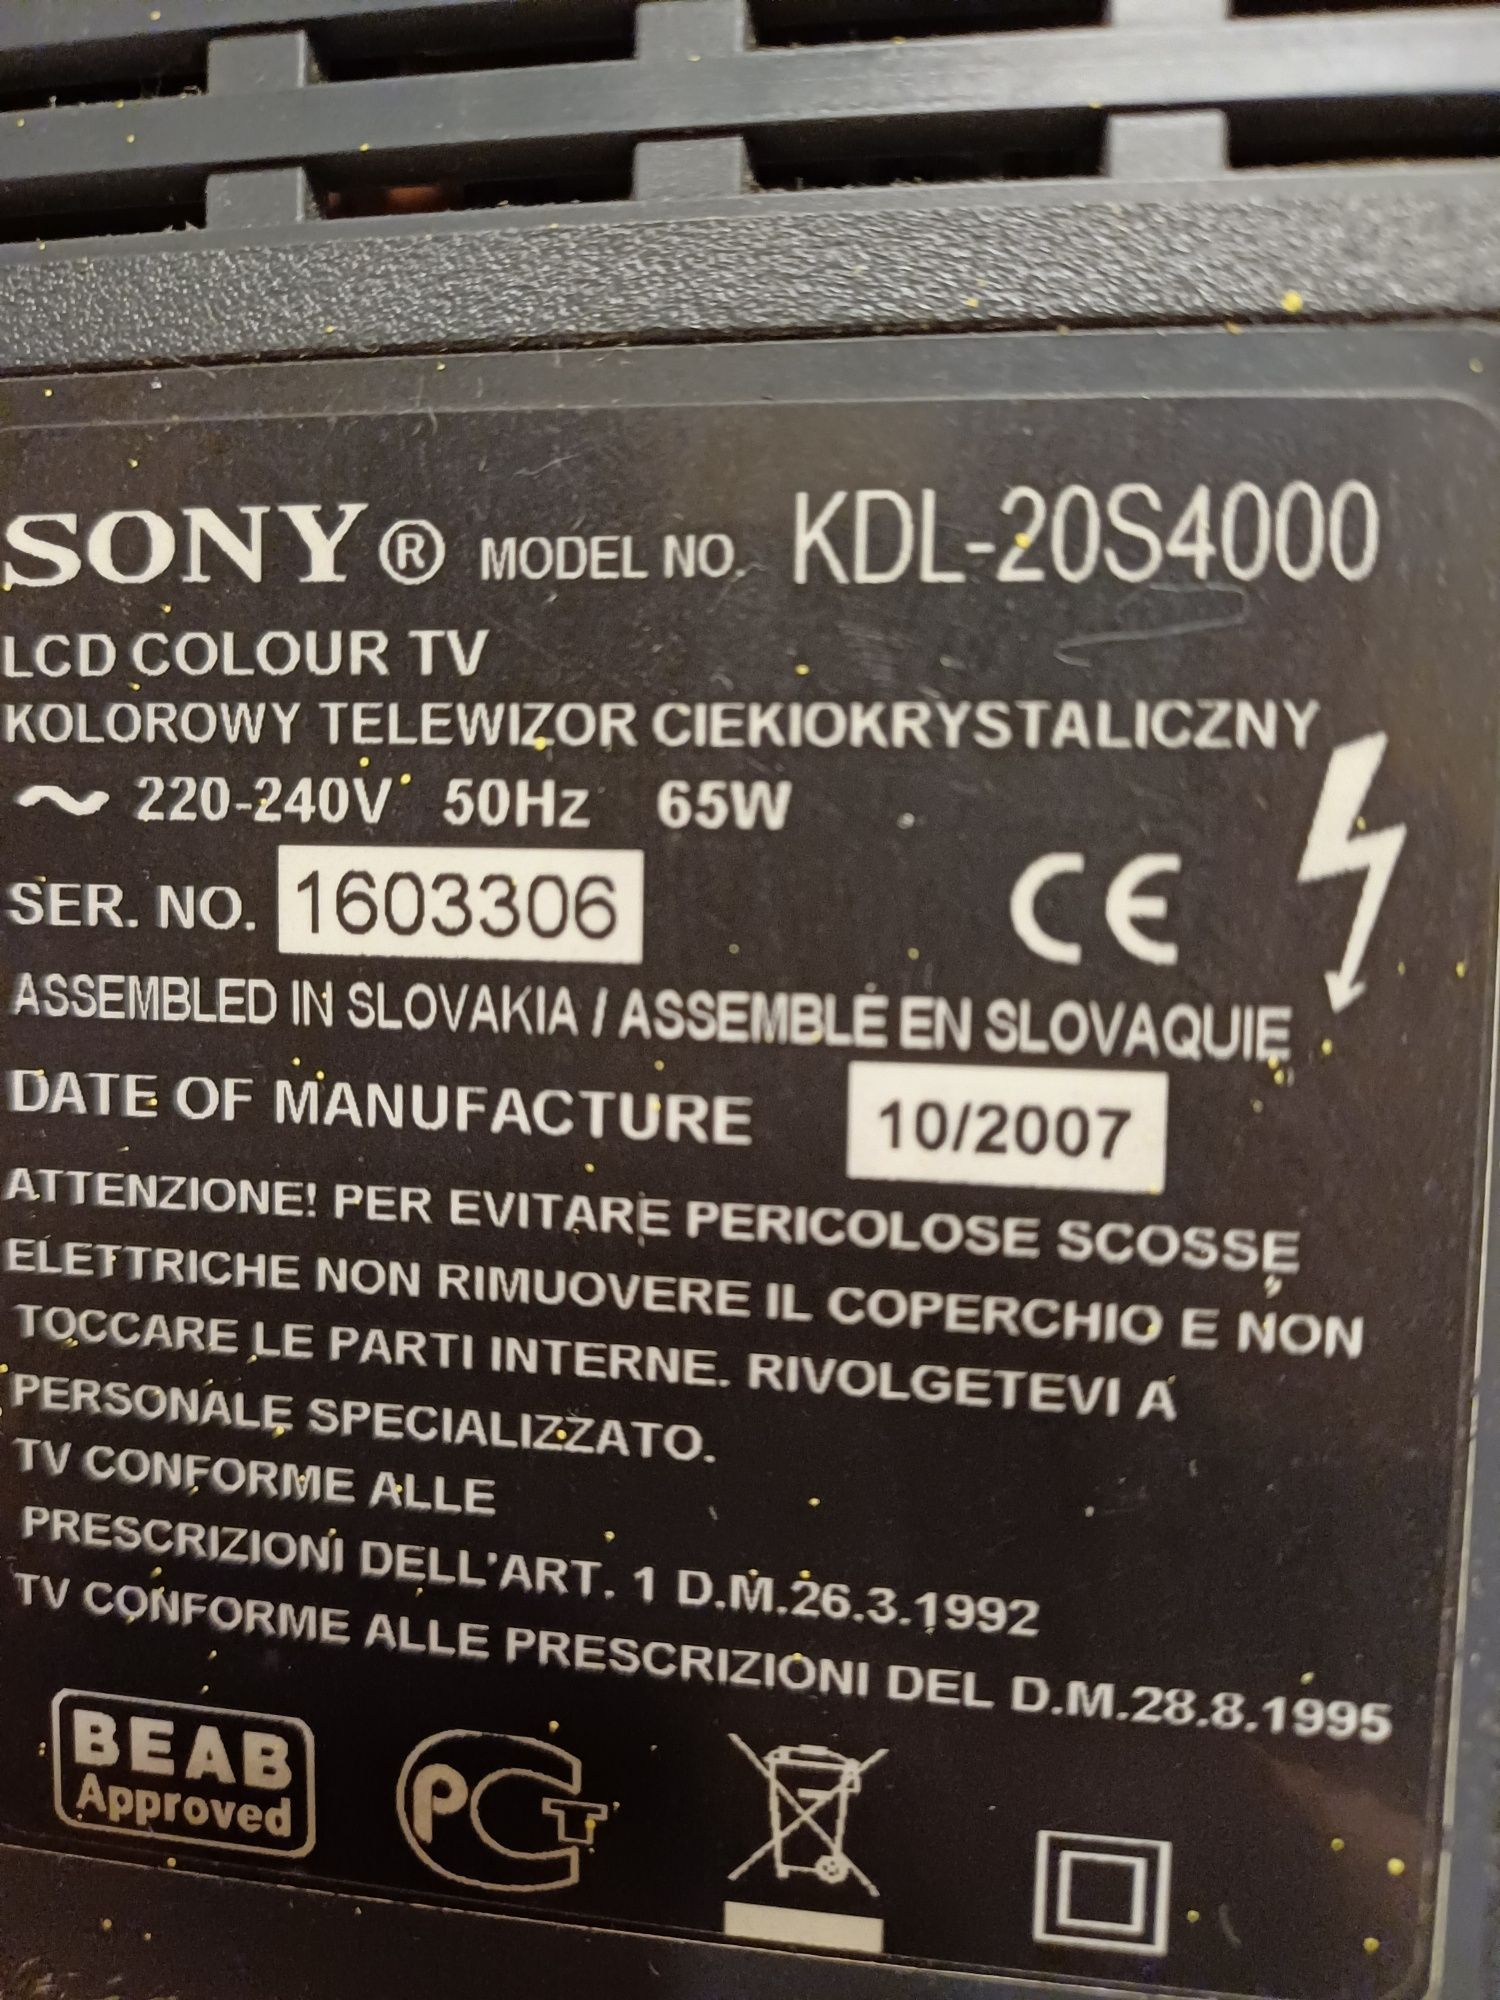 SONY® MODEL NO. KDL-20S4000
LCD COLOUR TV
KOLOROWY TELEWIZOR CIEKIOKRYSTALICZNY
~ 220-240V 50Hz 65W
SER. NO. 1603306
CE
ASSEMBLED IN SLOVAKIA / ASSEMBLÉ EN SLOVAQUIE
DATE OF MANUFACTURE 10/2007
ATTENZIONE! PER EVITARE PERICOLOSE SCOSSE
ELETTRICHE NON RIMUOVERE IL COPERCHIO E NON
TOCCARE LE PARTI INTERNE. RIVOLGETEVI A
PERSONALE SPECIALIZZATO.
TV CONFORME ALLE
PRESCRIZIONI DELL'ART. 1 D.M.26.3.1992
TV CONFORME ALLE PRESCRIZIONI DEL D.M.28.8.1995
BEAB
Approved
PCT